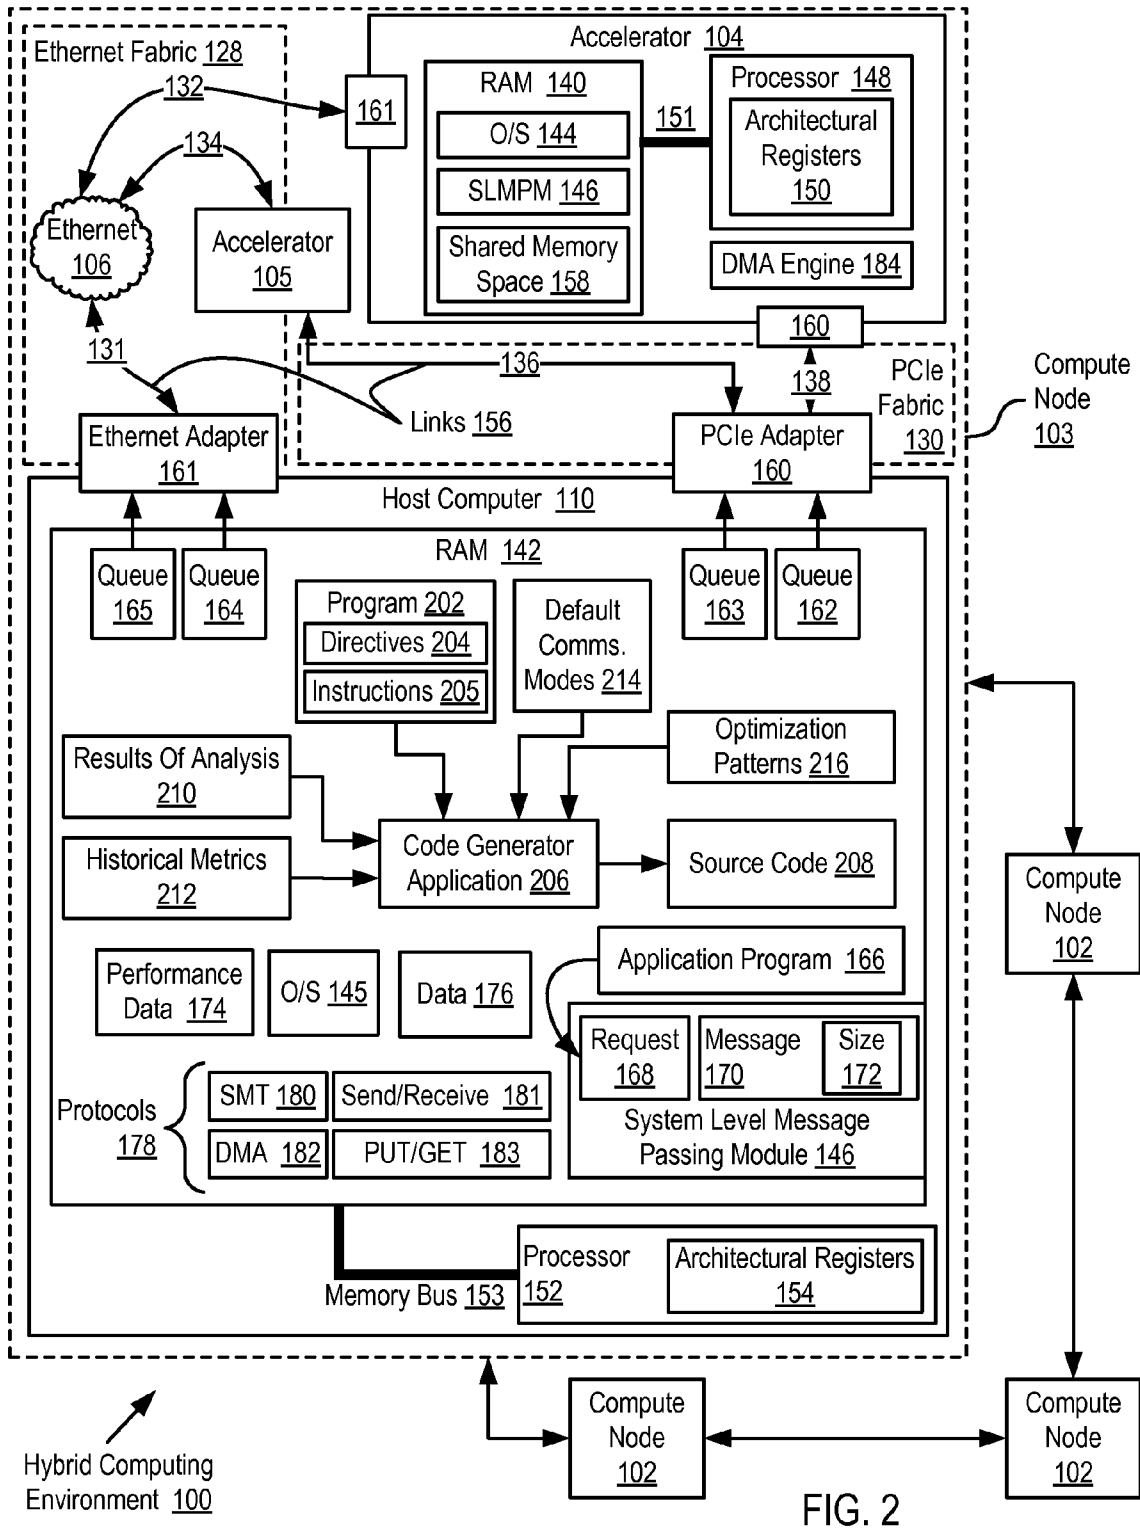 Ethernet Fabric 128
132
134
Ethernet
106
Accelerator
105
131
Accelerator 104
161
RAM 140
O/S 144
SLMPM 146
Shared Memory
Space 158
151
Processor 148
Architectural
Registers
150
DMA Engine 184
160
136
138
PCIe
Fabric
130
Links 156
Compute
Node
103
Ethernet Adapter
161
PCIe Adapter
160
Host Computer 110
RAM 142
Queue
165
Queue
164
Program 202
Directives 204
Instructions 205
Default
Comms.
Modes 214
Queue
163
Queue
162
Results Of Analysis
210
Optimization
Patterns 216
Historical Metrics
212
Code Generator
Application 206
Source Code 208
Performance
Data 174
O/S 145
Data 176
Application Program 166
Request
168
Message
170
Size
172
System Level Message
Passing Module 146
Protocols
178
SMT 180
Send/Receive 181
DMA 182
PUT/GET 183
Memory Bus 153
Processor
152
Architectural Registers
154
Compute
Node
102
Compute
Node
102
Compute
Node
102
Hybrid Computing
Environment 100
FIG. 2